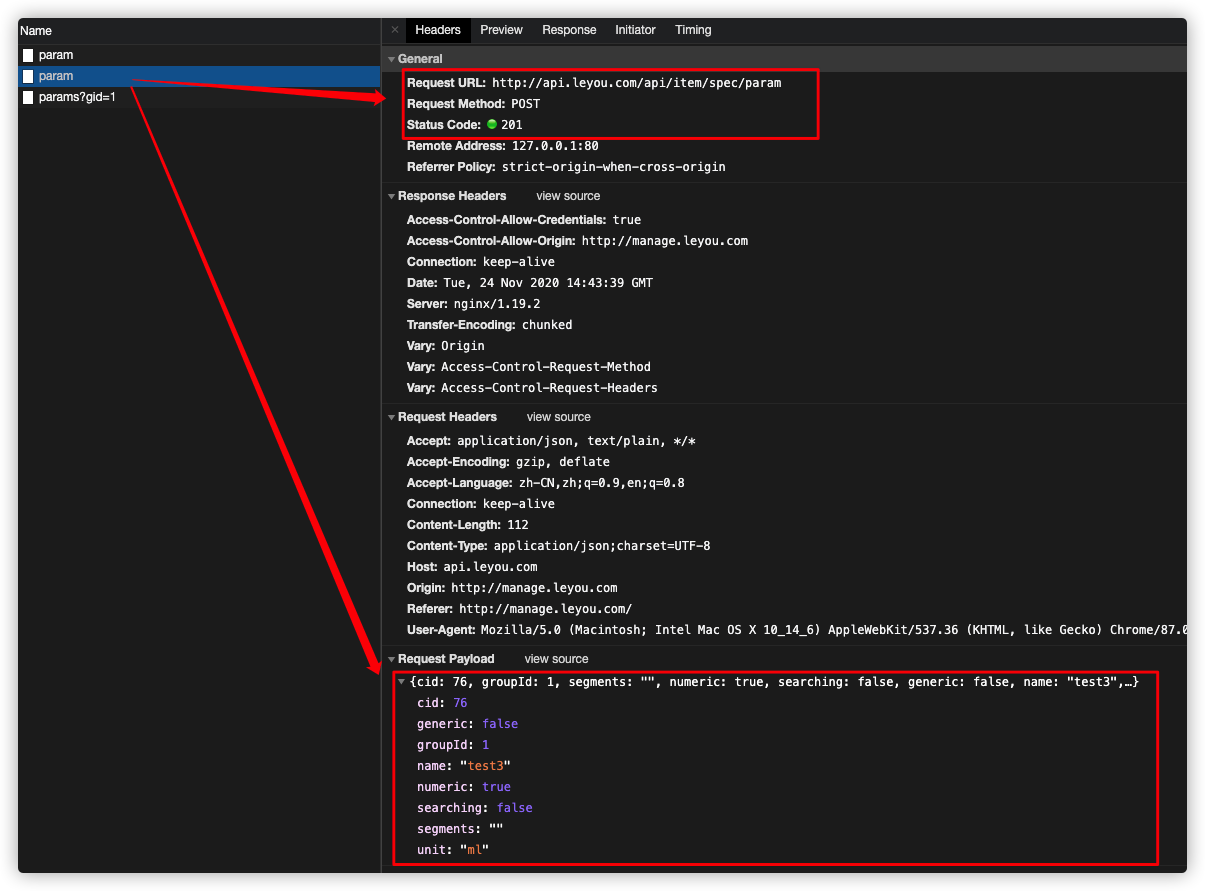 Name
param
param
params?gid=1
× Headers Preview Response Initiator Timing
General
Request URL: http://api.leyou.com/api/item/spec/param
Request Method: POST
Status Code: 201
Remote Address: 127.0.0.1:80
Referrer Policy: strict-origin-when-cross-origin
Response Headers view source
Access-Control-Allow-Credentials: true
Access-Control-Allow-Origin: http://manage.leyou.com
Connection: keep-alive
Date: Tue, 24 Nov 2020 14:43:39 GMT
Server: nginx/1.19.2
Transfer-Encoding: chunked
Vary: Origin
Vary: Access-Control-Request-Method
Vary: Access-Control-Request-Headers
Request Headers view source
Accept: application/json, text/plain, */*
Accept-Encoding: gzip, deflate
Accept-Language: zh-CN,zh;q=0.9,en;q=0.8
Connection: keep-alive
Content-Length: 112
Content-Type: application/json;charset=UTF-8
Host: api.leyou.com
Origin: http://manage.leyou.com
Referer: http://manage.leyou.com/
User-Agent: Mozilla/5.0 (Macintosh; Intel Mac OS X 10_14_6) AppleWebKit/537.36 (KHTML, like Gecko) Chrome/87.0
Request Payload view source
{cid: 76, groupId: 1, segments: "", numeric: true, searching: false, generic: false, name: "test3",…}
cid: 76
generic: false
groupId: 1
name: "test3"
numeric: true
searching: false
segments: ""
unit: "ml"